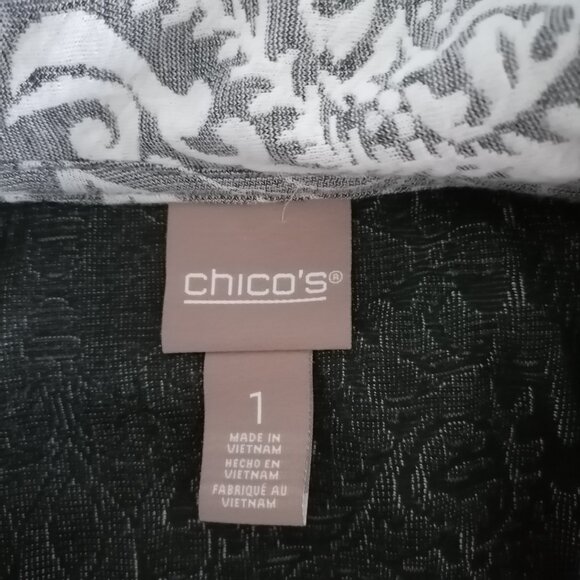 chico's®
1
MADE IN
VIETNAM
HECHO EN
VIETNAM
FABRIQUÉ AU
VIETNAM